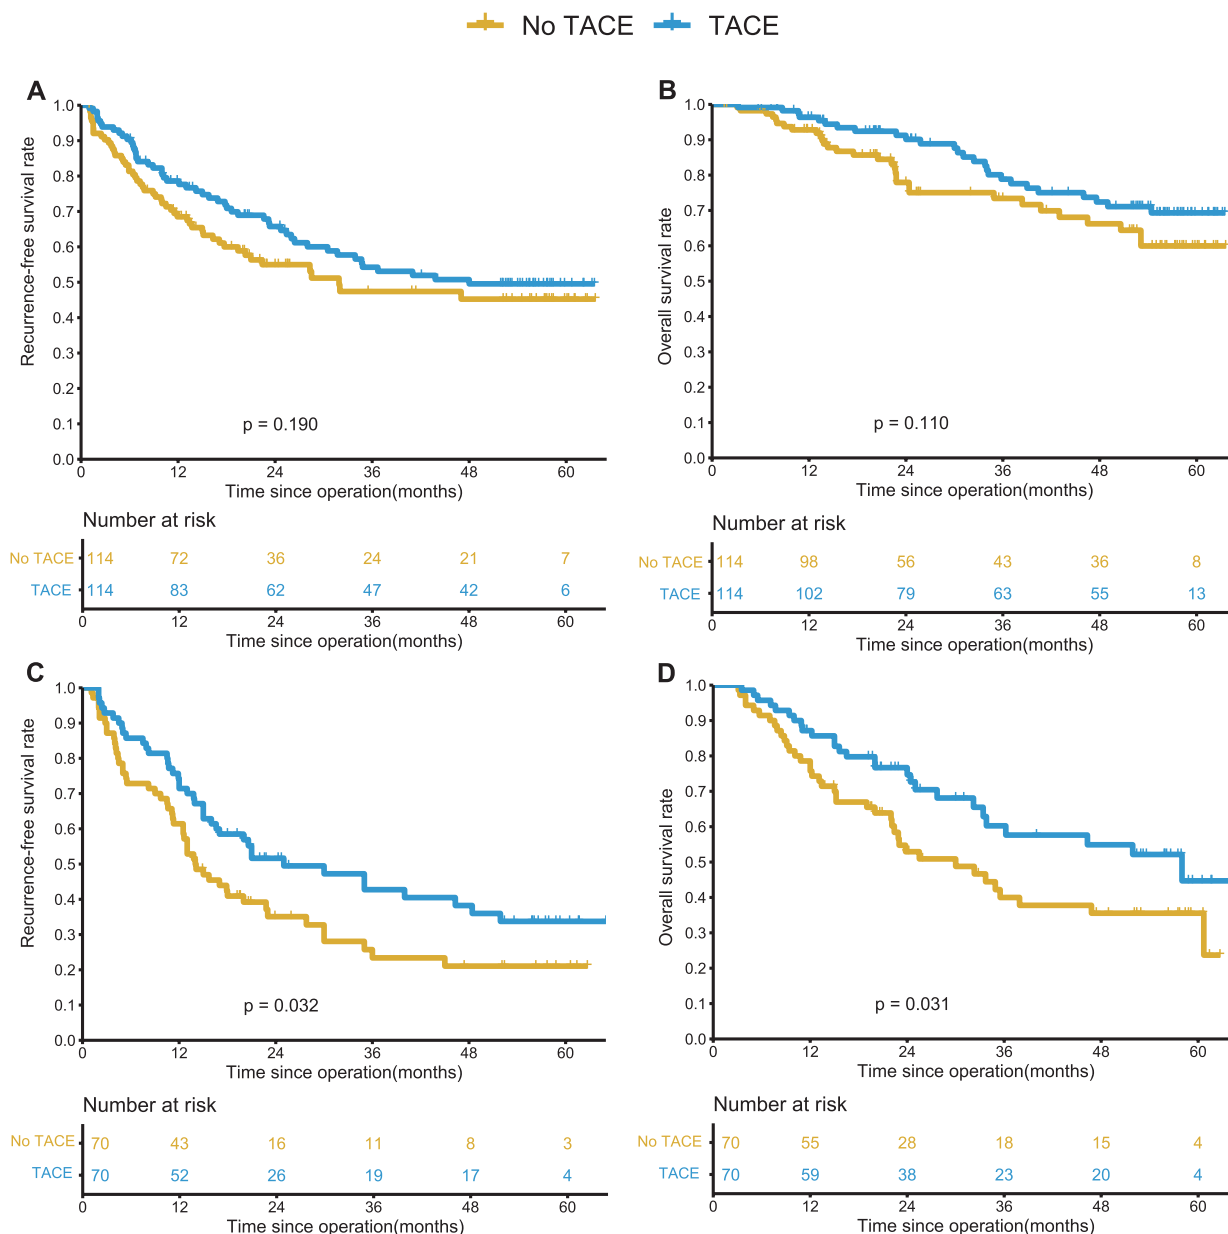 No TACE TACE
A
Recurrence-free survival rate
1.0
0.9
0.8
0.7
0.6
0.5
0.4
0.3
0.2
0.1
0.0
p = 0.190
0 12 24 36 48 60
Time since operation(months)
Number at risk
No TACE 114 72 36 24 21 7
TACE 114 83 62 47 42 6
0 12 24 36 48 60
Time since operation(months)
B
Overall survival rate
1.0
0.9
0.8
0.7
0.6
0.5
0.4
0.3
0.2
0.1
0.0
p = 0.110
0 12 24 36 48 60
Time since operation(months)
Number at risk
No TACE 114 98 56 43 36 8
TACE 114 102 79 63 55 13
0 12 24 36 48 60
Time since operation(months)
C
Recurrence-free survival rate
1.0
0.9
0.8
0.7
0.6
0.5
0.4
0.3
0.2
0.1
0.0
p = 0.032
0 12 24 36 48 60
Time since operation(months)
Number at risk
No TACE 70 43 16 11 8 3
TACE 70 52 26 19 17 4
0 12 24 36 48 60
Time since operation(months)
D
Overall survival rate
1.0
0.9
0.8
0.7
0.6
0.5
0.4
0.3
0.2
0.1
0.0
p = 0.031
0 12 24 36 48 60
Time since operation(months)
Number at risk
No TACE 70 55 28 18 15 4
TACE 70 59 38 23 20 4
0 12 24 36 48 60
Time since operation(months)